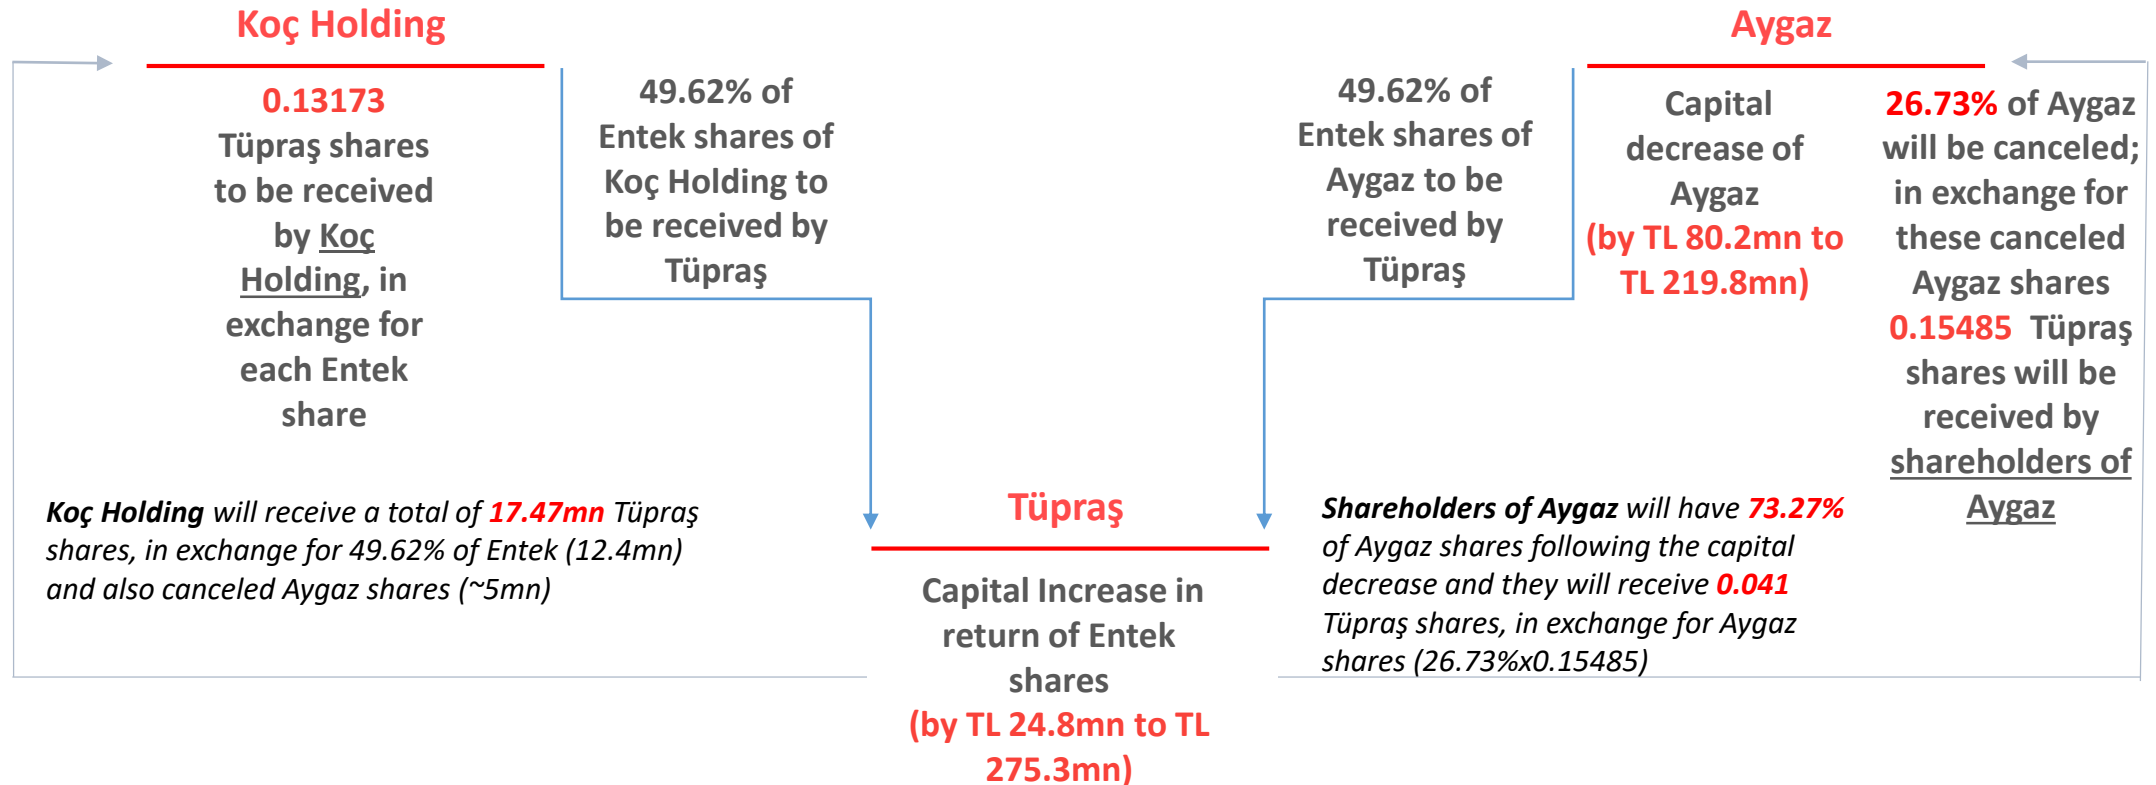 Koç Holding
0.13173
Tüpraş shares
to be received
by Koç
Holding, in
exchange for
each Entek
share
49.62% of
Entek shares of
Koç Holding to
be received by
Tüpraş
Koç Holding will receive a total of 17.47mn Tüpraş
shares, in exchange for 49.62% of Entek (12.4mn)
and also canceled Aygaz shares (~5mn)
Tüpraş
Capital Increase in
return of Entek
shares
(by TL 24.8mn to TL
275.3mn)
Aygaz
49.62% of
Entek shares of
Aygaz to be
received by
Tüpraş
Capital
decrease of
Aygaz
(by TL 80.2mn to
TL 219.8mn)
26.73% of Aygaz
will be canceled;
in exchange for
these canceled
Aygaz shares
0.15485 Tüpraş
shares will be
received by
shareholders of
Aygaz
Shareholders of Aygaz will have 73.27%
of Aygaz shares following the capital
decrease and they will receive 0.041
Tüpraş shares, in exchange for Aygaz
shares (26.73%x0.15485)